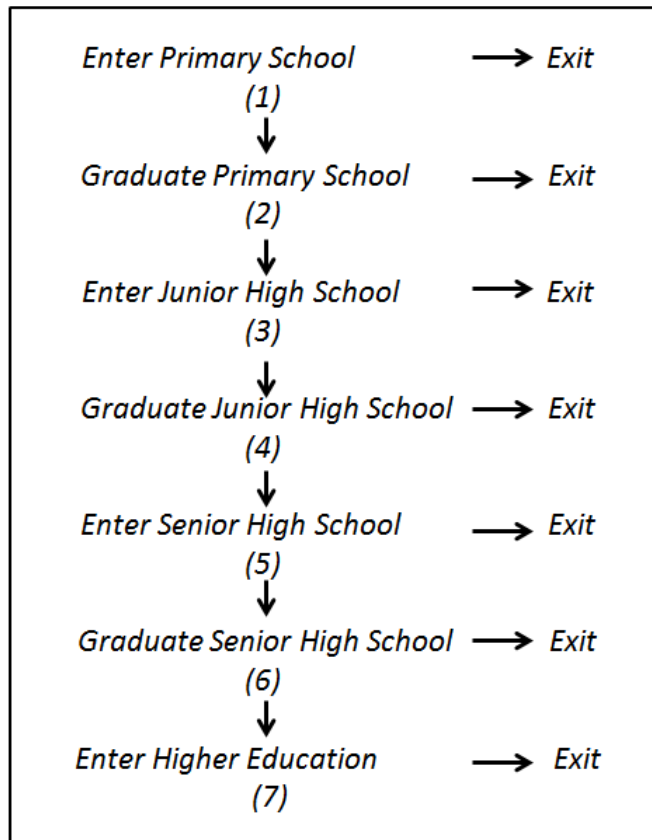 Enter Primary School Exit
(1)
Graduate Primary School Exit
(2)
Enter Junior High School Exit
(3)
Graduate Junior High School Exit
(4)
Enter Senior High School Exit
(5)
Graduate Senior High School Exit
(6)
Enter Higher Education Exit
(7)